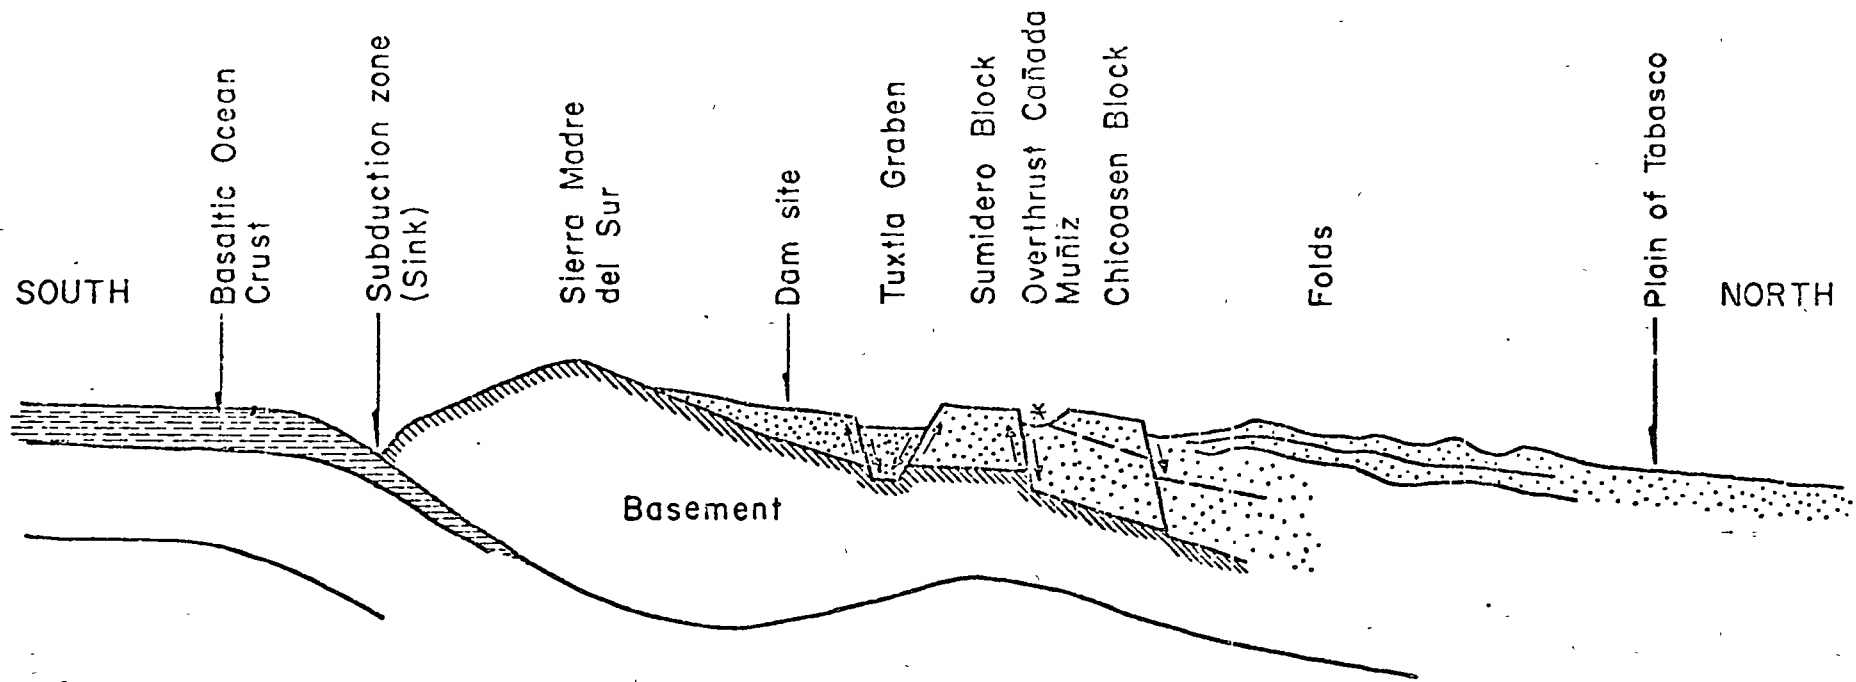 SOUTH
Basaltic Ocean
Crust
Subduction zone
(Sink)
Sierra Madre
del Sur
Dam site
Tuxtla Graben
Sumidero Block
Overthrust Cañada
Muñiz
Chicoasen Block
Folds
Plain of Tabasco
NORTH
Basement